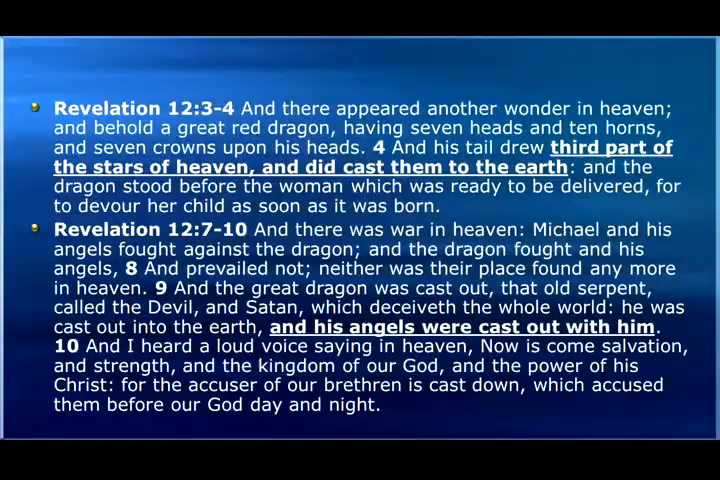 Revelation 12:3-4 And there appeared another wonder in heaven;
and behold a great red dragon, having seven heads and ten horns,
and seven crowns upon his heads. 4 And his tail drew third part of
the stars of heaven, and did cast them to the earth: and the
dragon stood before the woman which was ready to be delivered, for
to devour her child as soon as it was born.
Revelation 12:7-10 And there was war in heaven: Michael and his
angels fought against the dragon; and the dragon fought and his
angels, 8 And prevailed not; neither was their place found any more
in heaven. 9 And the great dragon was cast out, that old serpent,
called the Devil, and Satan, which deceiveth the whole world: he was
cast out into the earth, and his angels were cast out with him.
10 And I heard a loud voice saying in heaven, Now is come salvation,
and strength, and the kingdom of our God, and the power of his
Christ: for the accuser of our brethren is cast down, which accused
them before our God day and night.